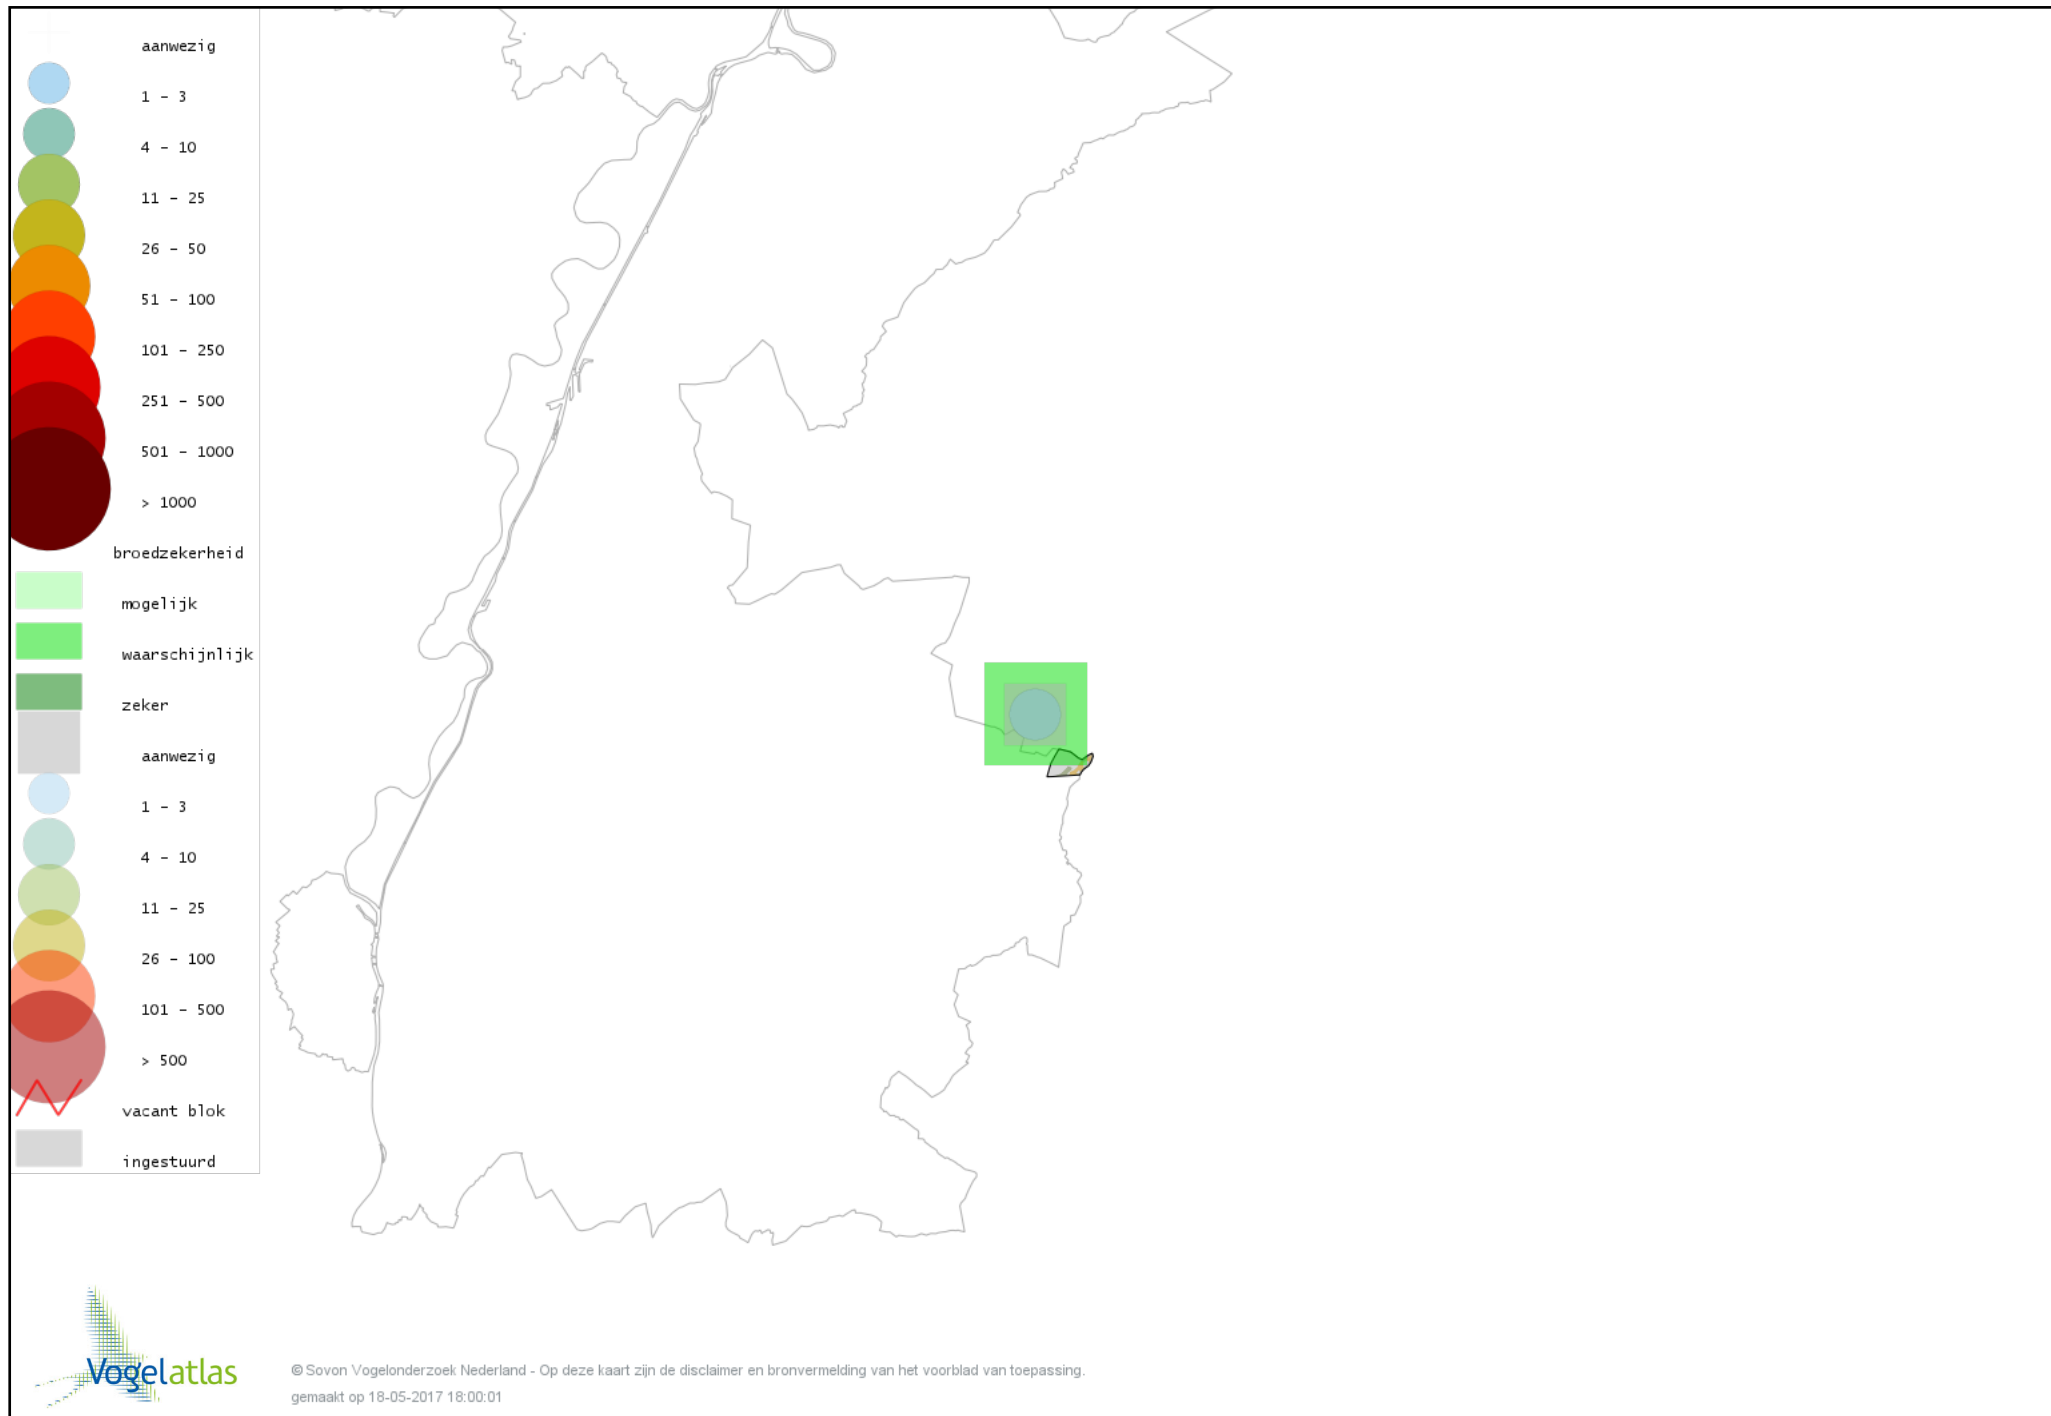 aanwezig
1 - 3
4 - 10
11 - 25
26 - 50
51 - 100
101 - 250
251 - 500
501 - 1000
> 1000
broedzekerheid
mogelijk
waarschijnlijk
zeker
aanwezig
1 - 3
4 - 10
11 - 25
26 - 100
101 - 500
> 500
vacant blok
ingestuurd
Vogelatlas
© Sovon Vogelonderzoek Nederland - Op deze kaart zijn de disclaimer en bronvermelding van het voorblad van toepassing.
gemaakt op 18-05-2017 18:00:01